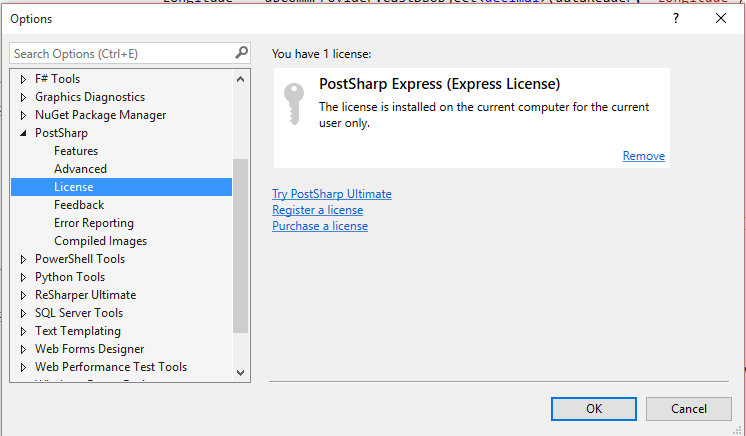 Options
?
Search Options (Ctrl+E)
F# Tools
Graphics Diagnostics
NuGet Package Manager
PostSharp
Features
Advanced
License
Feedback
Error Reporting
Compiled Images
PowerShell Tools
Python Tools
ReSharper Ultimate
SQL Server Tools
Text Templating
Web Forms Designer
Web Performance Test Tools
You have 1 license:
PostSharp Express (Express License)
The license is installed on the current computer for the current
user only.
Remove
Try PostSharp Ultimate
Register a license
Purchase a license
OK
Cancel